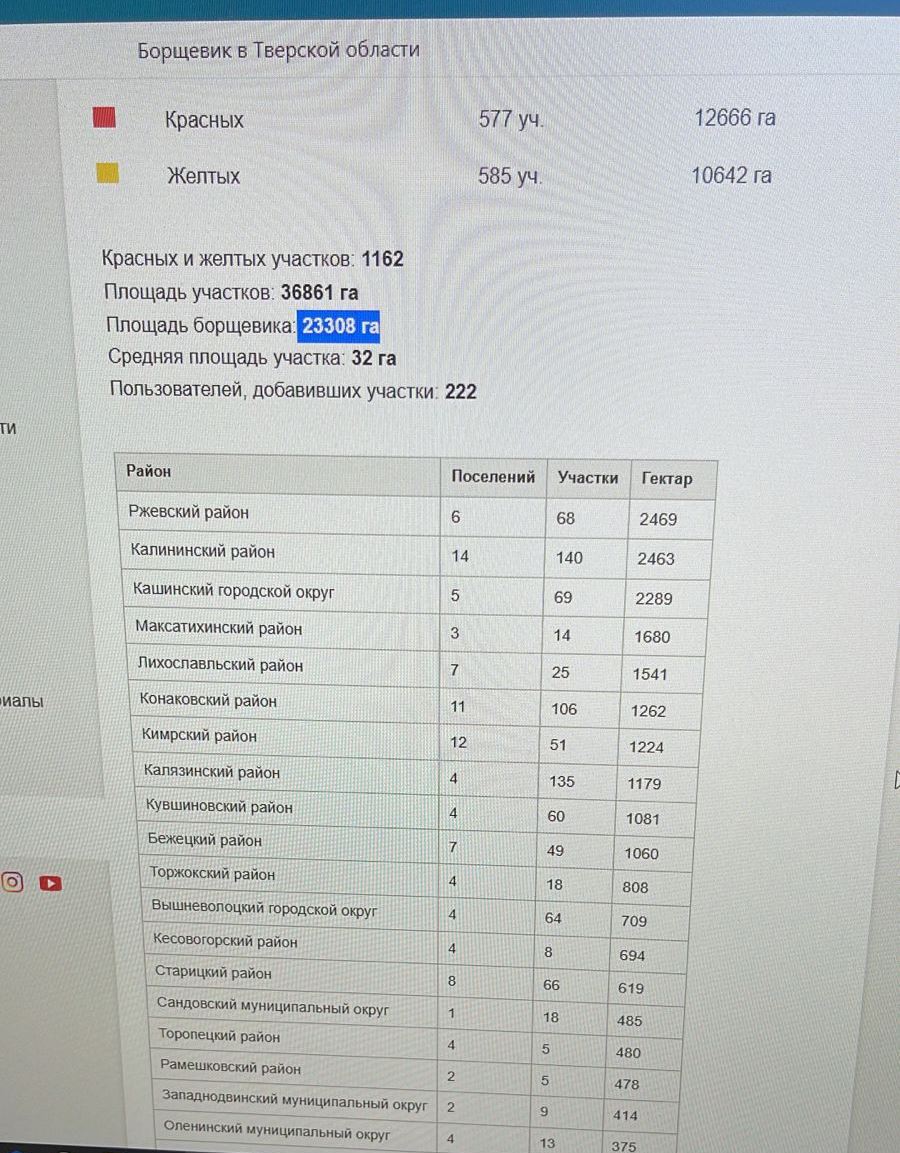 Борщевик в Тверской области
Красных 577 уч. 12666 га
Желтых 585 уч. 10642 га
Красных и желтых участков: 1162
Площадь участков: 36861 га
Площадь борщевика: 23308 га
Средняя площадь участка: 32 га
Пользователей, добавивших участки: 222
ти
Район Поселений Участки Гектар
Ржевский район 6 68 2469
Калининский район 14 140 2463
Кашинский городской округ 5 69 2289
Максатихинский район 3 14 1680
Лихославльский район 7 25 1541
риалы
Конаковский район 11 106 1262
Кимрский район 12 51 1224
Калязинский район 4 135 1179
Кувшиновский район 4 60 1081
Бежецкий район 7 49 1060
Торжокский район 4 18 808
Вышневолоцкий городской округ 4 64 709
Кесовогорский район 4 8 694
Старицкий район 8 66 619
Сандовский муниципальный округ 1 18 485
Торопецкий район 4 5 480
Рамешковский район 2 5 478
Западнодвинский муниципальный округ 2 9 414
Оленинский муниципальный округ 4 13 375